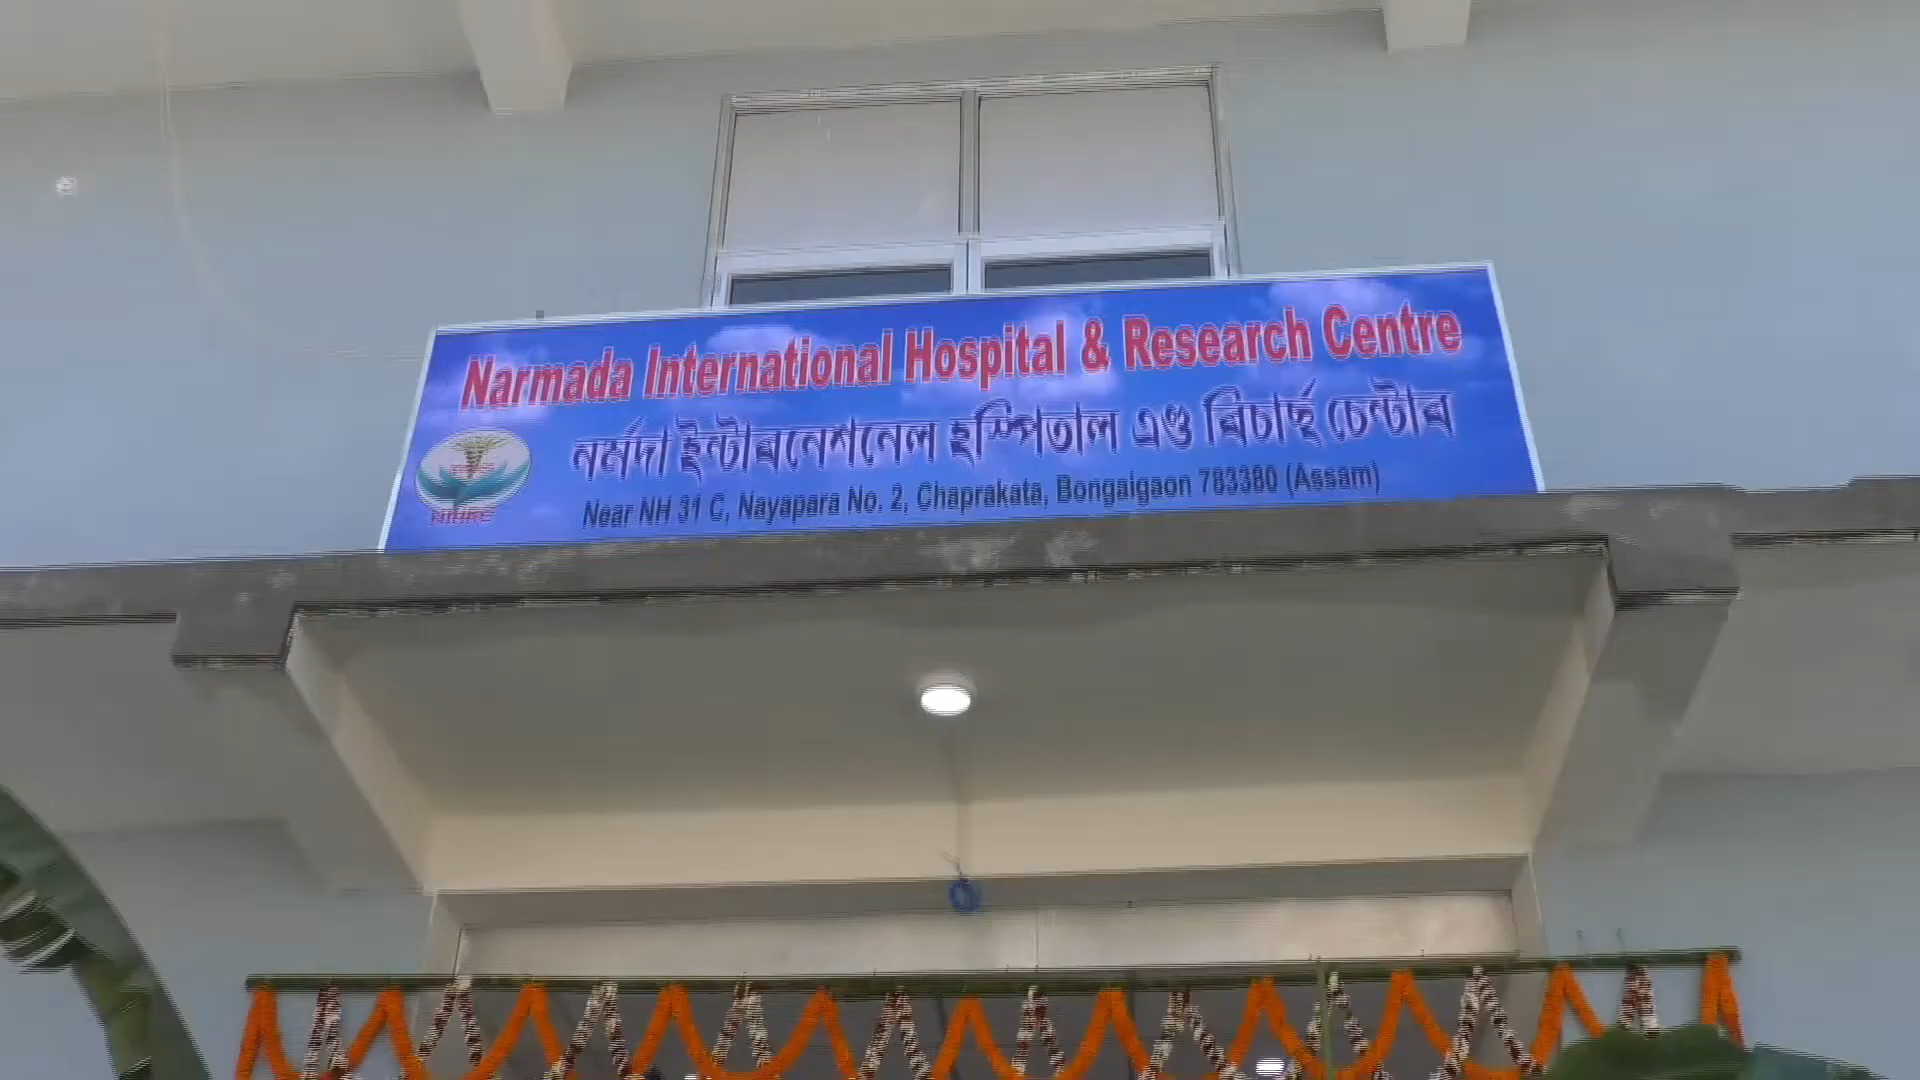 Narmada International Hospital & Research Centre
নৰ্মদা ইন্টাৰনেশনেল হস্পিতাল এণ্ড ৰিচাৰ্ছ চেন্টাৰ
Near NH 31 C, Nayapara No. 2, Chaprakata, Bongaigaon 783380 (Assam)
NIHRC